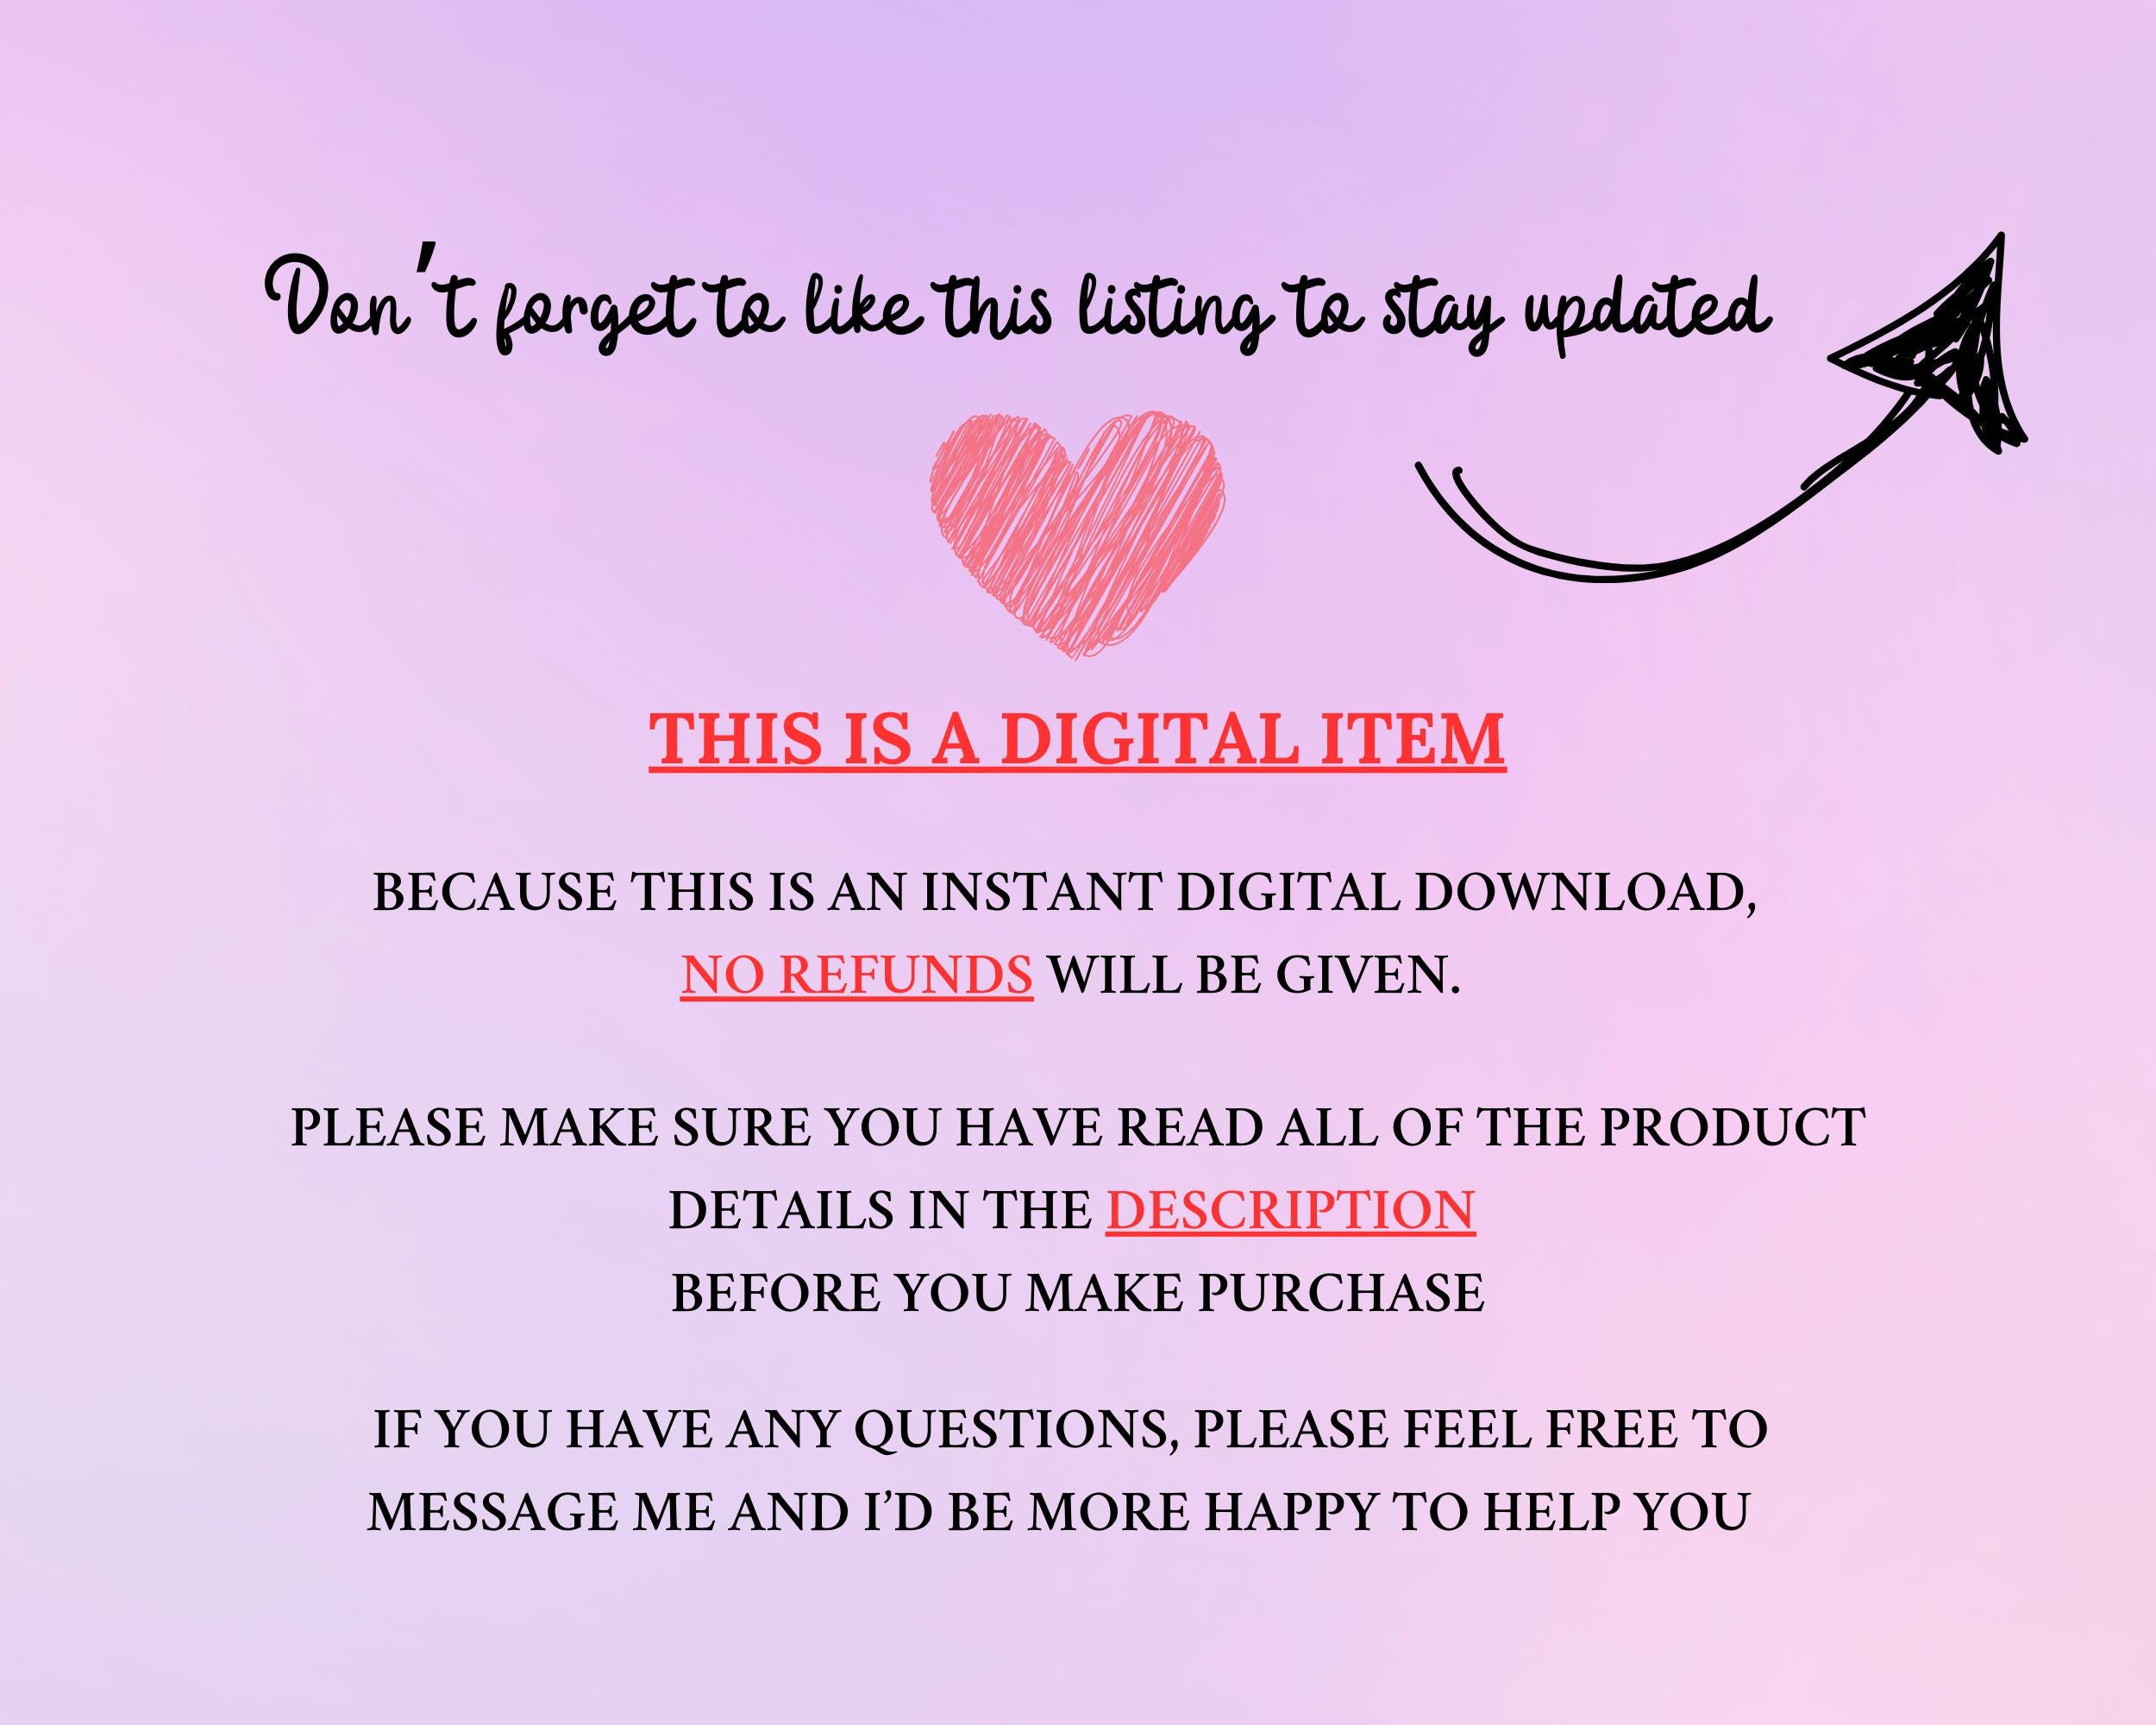 Don't forget to like this listing to stay updated
THIS IS A DIGITAL ITEM
BECAUSE THIS IS AN INSTANT DIGITAL DOWNLOAD,
NO REFUNDS WILL BE GIVEN.
PLEASE MAKE SURE YOU HAVE READ ALL OF THE PRODUCT
DETAILS IN THE DESCRIPTION
BEFORE YOU MAKE PURCHASE
IF YOU HAVE ANY QUESTIONS, PLEASE FEEL FREE TO
MESSAGE ME AND I'D BE MORE HAPPY TO HELP YOU